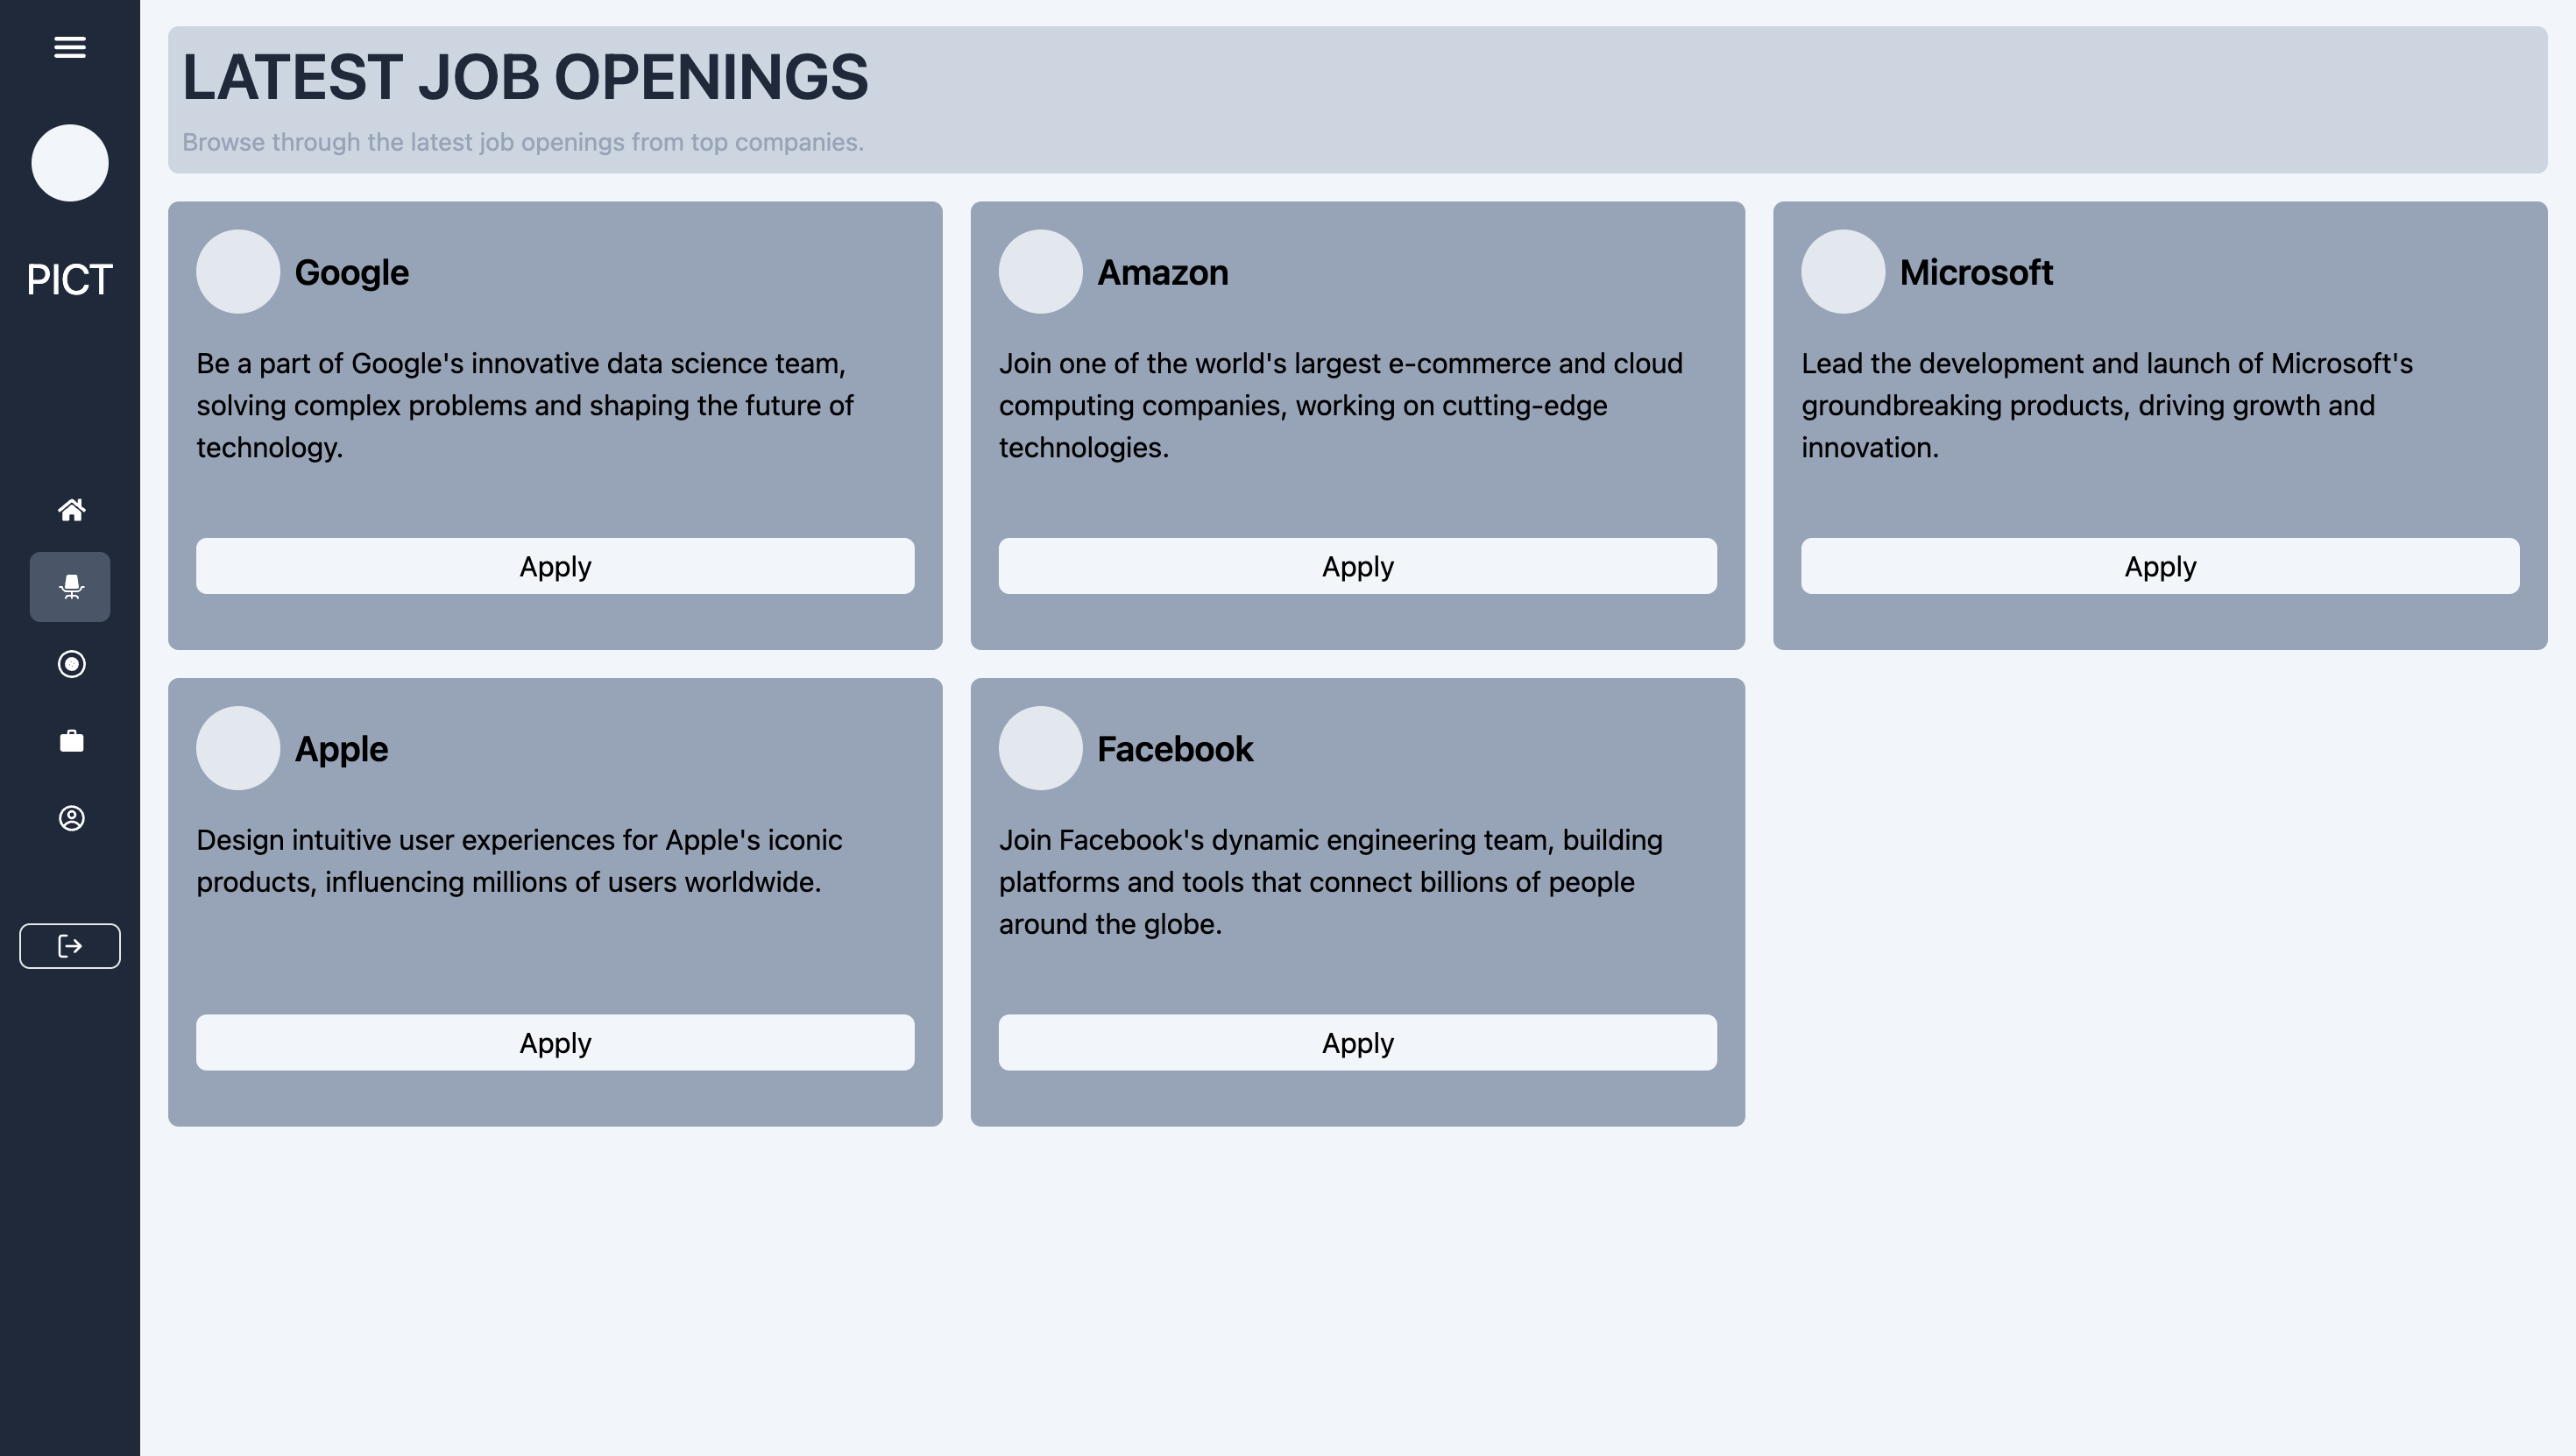 LATEST JOB OPENINGS
Browse through the latest job openings from top companies.
PICT
Google
Be a part of Google's innovative data science team,
solving complex problems and shaping the future of
technology.
Apply
Amazon
Join one of the world's largest e-commerce and cloud
computing companies, working on cutting-edge
technologies.
Apply
Microsoft
Lead the development and launch of Microsoft's
groundbreaking products, driving growth and
innovation.
Apply
Apple
Design intuitive user experiences for Apple's iconic
products, influencing millions of users worldwide.
Apply
Facebook
Join Facebook's dynamic engineering team, building
platforms and tools that connect billions of people
around the globe.
Apply